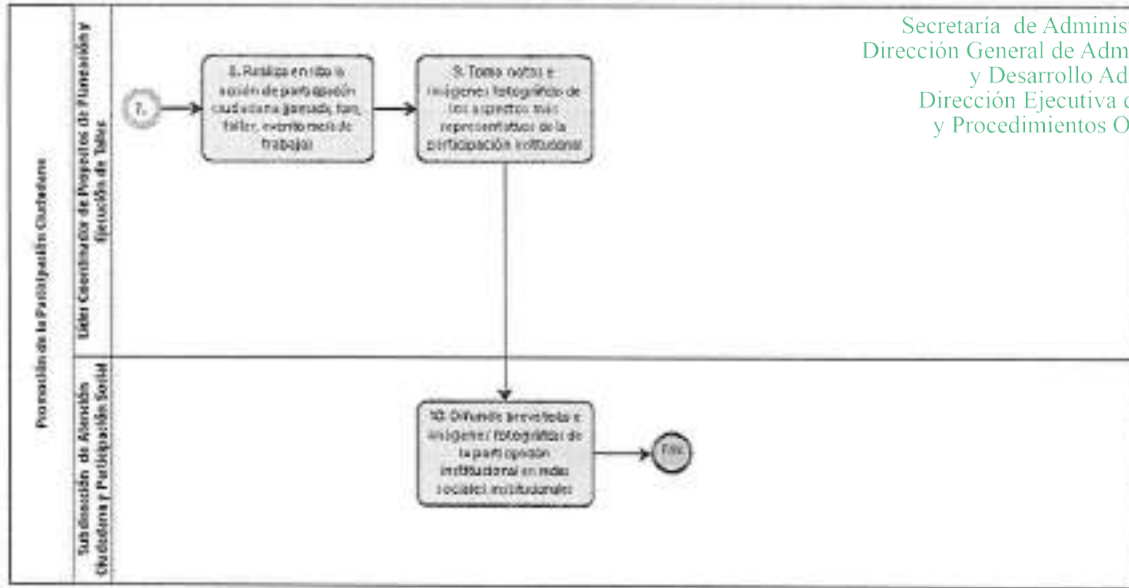 Secretaría de Adminis
Dirección General de Adm
y Desarrollo Ad
Dirección Ejecutiva
y Procedimientos O
Promoción de la Participación Ciudadana
Líder Coordinador de Proyectos de Planeación y
Ejecución de Taller
7.
8. Realiza en sitio la
acción de participación
ciudadana (jornada, foro,
taller, evento mesa de
trabajo)
9. Toma notas e
imágenes fotográficas de
los aspectos más
representativos de la
participación institucional
Subdirección de Atención
Ciudadana y Participación Social
10. Difunde breve nota e
imágenes fotográficas de
la participación
institucional en redes
sociales institucionales